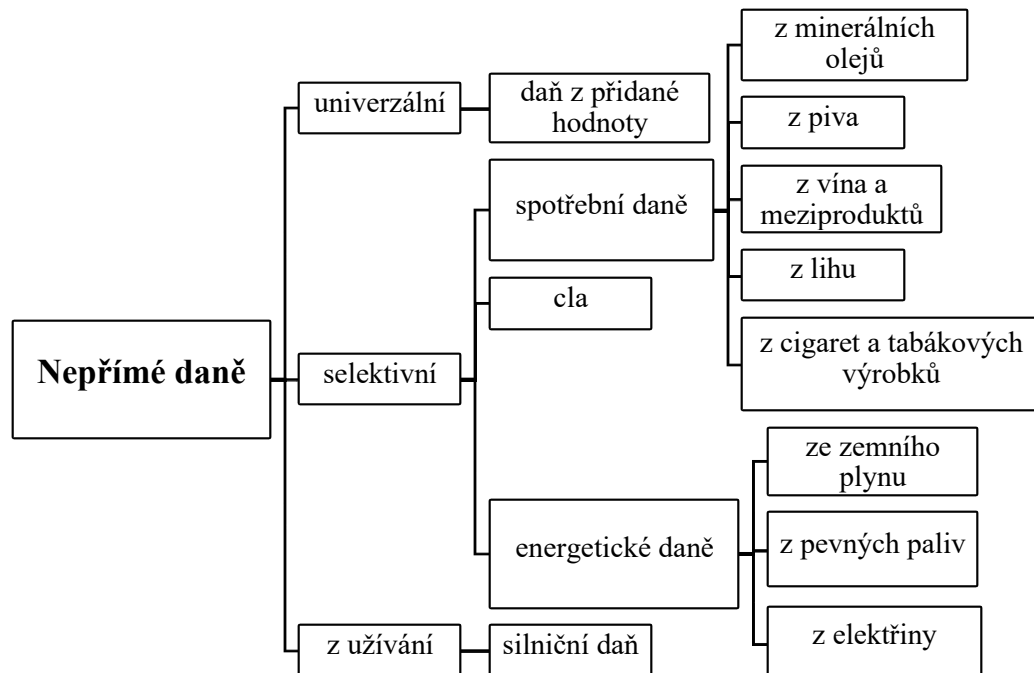 Nepřímé daně
univerzální
daň z přidané
hodnoty
selektivní
spotřební daně
z minerálních
olejů
z piva
z vína a
meziproduktů
z lihu
z cigaret a tabákových
výrobků
cla
energetické daně
ze zemního
plynu
z pevných paliv
z elektřiny
z užívání
silniční daň